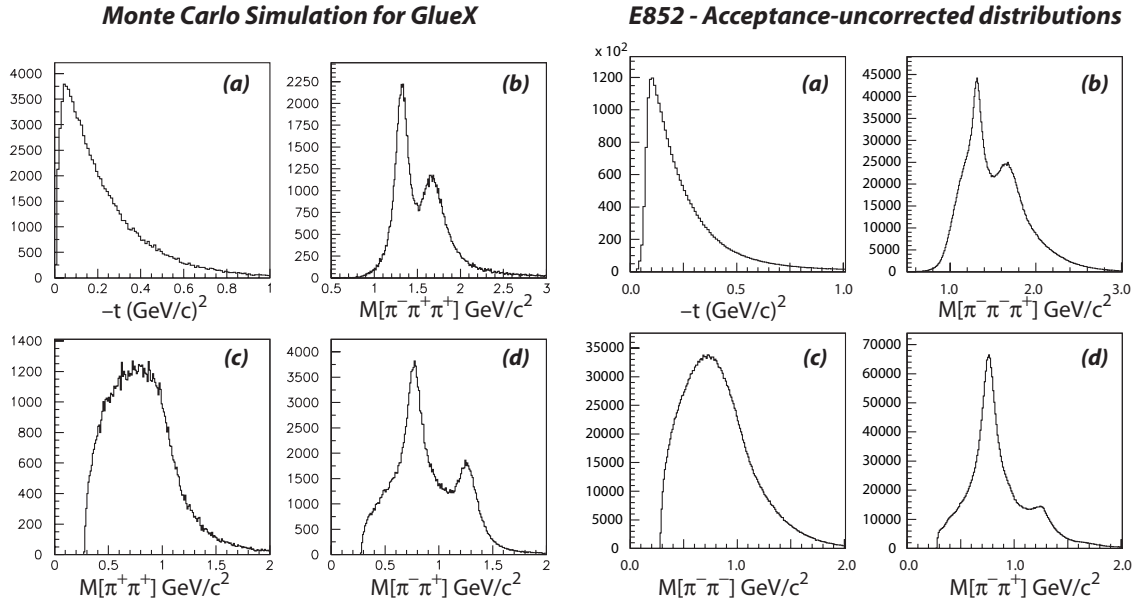 Monte Carlo Simulation for GlueX
E852 - Acceptance-uncorrected distributions
(a)
4000
3500
3000
2500
2000
1500
1000
500
0
0 0.2 0.4 0.6 0.8 1
−t (GeV/c)²
(b)
2250
2000
1750
1500
1250
1000
750
500
250
0
0.5 1 1.5 2 2.5 3
M[π⁻π⁺π⁺] GeV/c²
x 10²
(a)
1200
1000
800
600
400
200
0
0.0 0.5 1.0
−t (GeV/c)²
(b)
45000
40000
35000
30000
25000
20000
15000
10000
5000
0
1.0 2.0 3.0
M[π⁻π⁻π⁺] GeV/c²
(c)
1400
1200
1000
800
600
400
200
0
0 0.5 1 1.5 2
M[π⁺π⁺] GeV/c²
(d)
4000
3500
3000
2500
2000
1500
1000
500
0
0 0.5 1 1.5 2
M[π⁻π⁺] GeV/c²
(c)
35000
30000
25000
20000
15000
10000
5000
0
0.0 1.0 2.0
M[π⁻π⁻] GeV/c²
(d)
70000
60000
50000
40000
30000
20000
10000
0
0.0 1.0 2.0
M[π⁻π⁺] GeV/c²